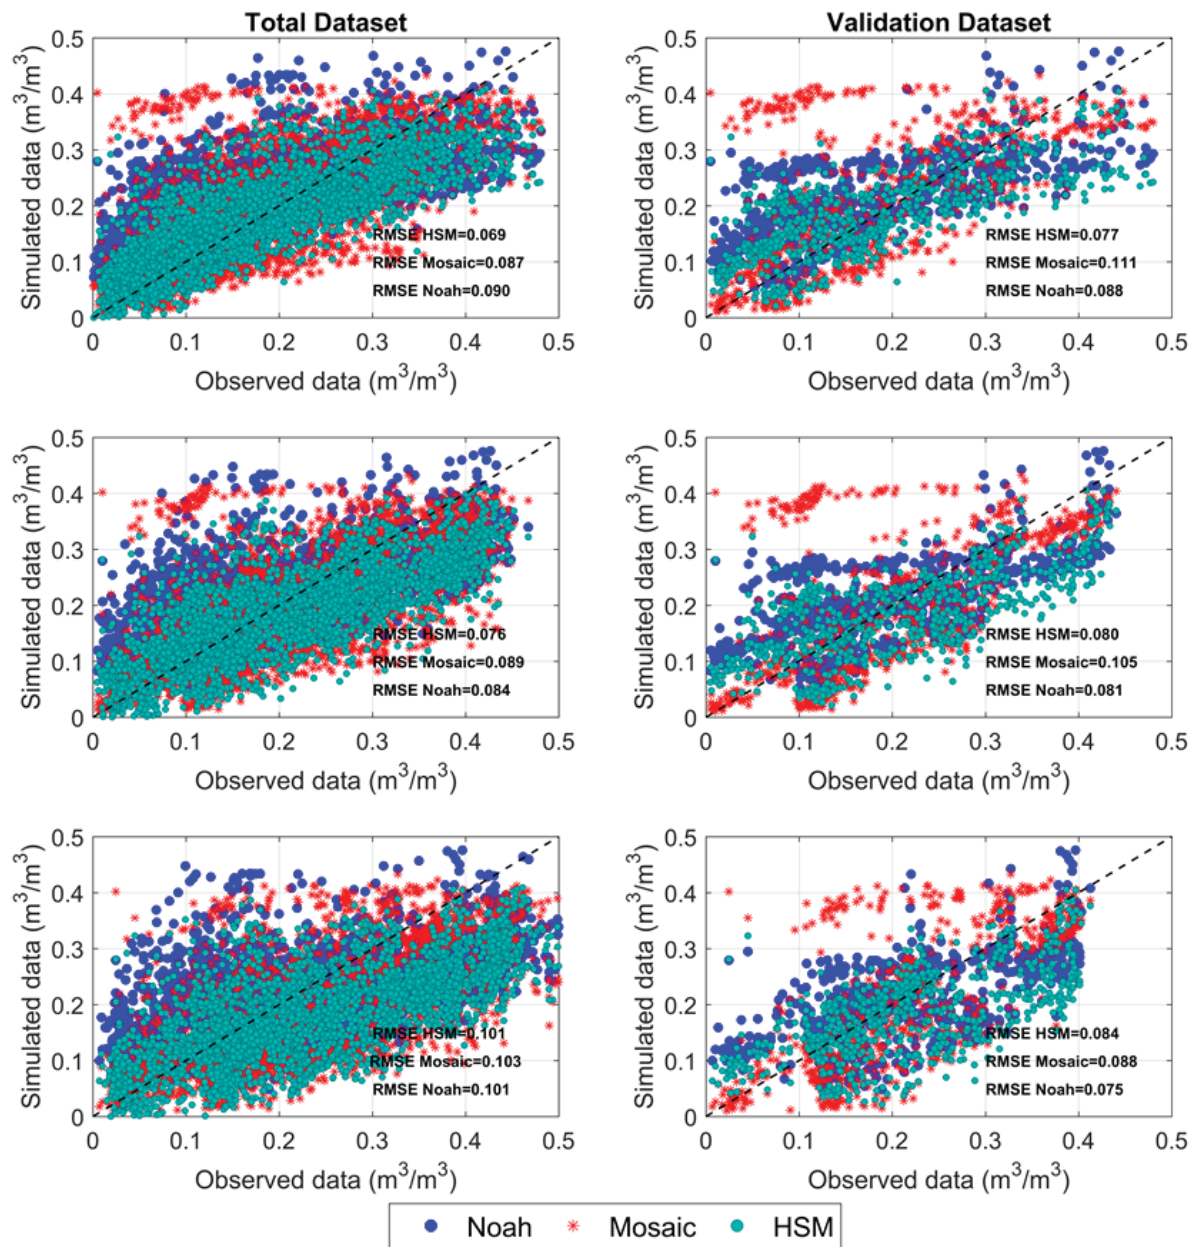 Total Dataset
Validation Dataset
Simulated data (m³/m³)
0.5
0.4
0.3
0.2
0.1
0
RMSE HSM=0.069
RMSE Mosaic=0.087
RMSE Noah=0.090
0 0.1 0.2 0.3 0.4 0.5
Observed data (m³/m³)
Simulated data (m³/m³)
0.5
0.4
0.3
0.2
0.1
0
RMSE HSM=0.077
RMSE Mosaic=0.111
RMSE Noah=0.088
0 0.1 0.2 0.3 0.4 0.5
Observed data (m³/m³)
Simulated data (m³/m³)
0.5
0.4
0.3
0.2
0.1
0
RMSE HSM=0.076
RMSE Mosaic=0.089
RMSE Noah=0.084
0 0.1 0.2 0.3 0.4 0.5
Observed data (m³/m³)
Simulated data (m³/m³)
0.5
0.4
0.3
0.2
0.1
0
RMSE HSM=0.080
RMSE Mosaic=0.105
RMSE Noah=0.081
0 0.1 0.2 0.3 0.4 0.5
Observed data (m³/m³)
Simulated data (m³/m³)
0.5
0.4
0.3
0.2
0.1
0
RMSE HSM=0.101
RMSE Mosaic=0.103
RMSE Noah=0.101
0 0.1 0.2 0.3 0.4 0.5
Observed data (m³/m³)
Simulated data (m³/m³)
0.5
0.4
0.3
0.2
0.1
0
RMSE HSM=0.084
RMSE Mosaic=0.088
RMSE Noah=0.075
0 0.1 0.2 0.3 0.4 0.5
Observed data (m³/m³)
Noah Mosaic HSM